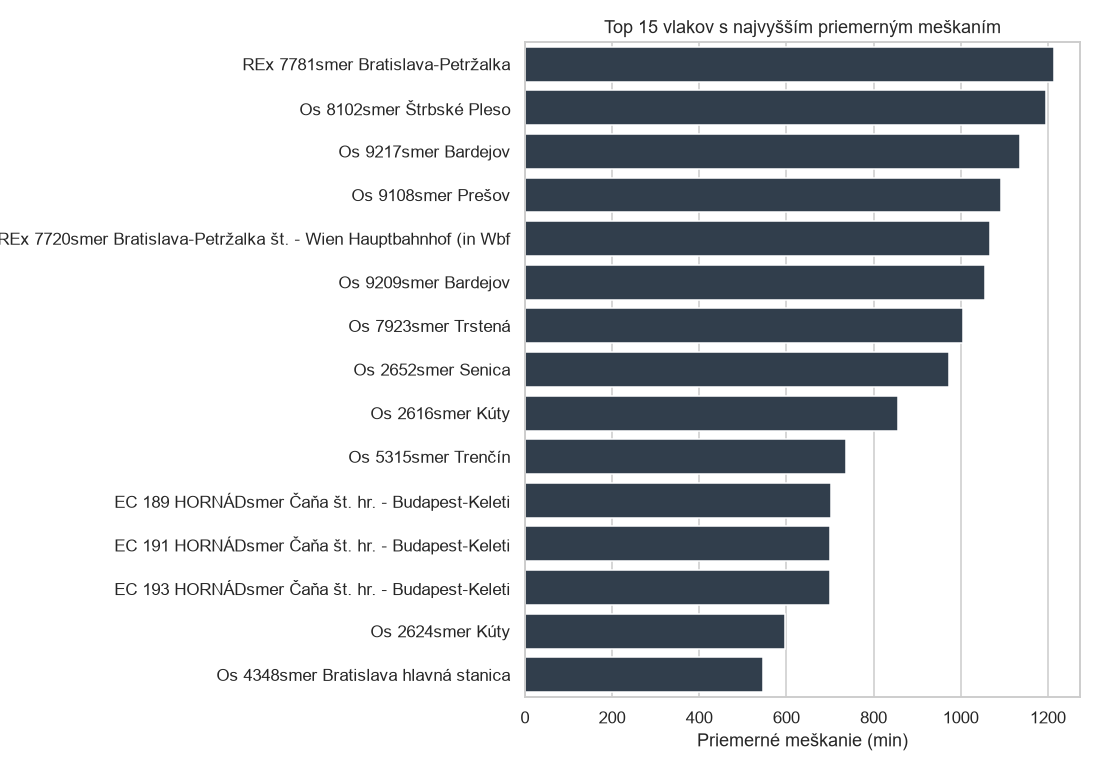 Top 15 vlakov s najvyšším priemerným meškaním
REx 7781smer Bratislava-Petržalka
Os 8102smer Štrbské Pleso
Os 9217smer Bardejov
Os 9108smer Prešov
REx 7720smer Bratislava-Petržalka št. - Wien Hauptbahnhof (in Wbf
Os 9209smer Bardejov
Os 7923smer Trstená
Os 2652smer Senica
Os 2616smer Kúty
Os 5315smer Trenčín
EC 189 HORNÁDsmer Čaňa št. hr. - Budapest-Keleti
EC 191 HORNÁDsmer Čaňa št. hr. - Budapest-Keleti
EC 193 HORNÁDsmer Čaňa št. hr. - Budapest-Keleti
Os 2624smer Kúty
Os 4348smer Bratislava hlavná stanica
0 200 400 600 800 1000 1200
Priemerné meškanie (min)